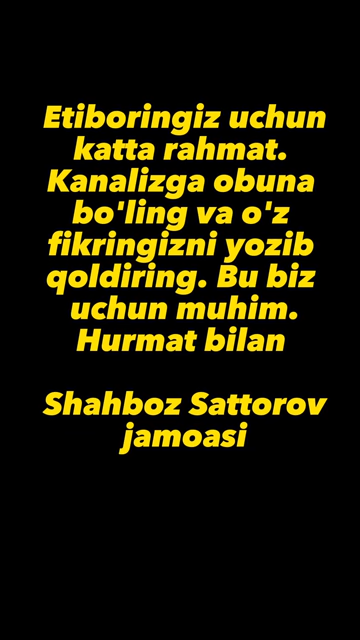 Etiboringiz uchun
katta rahmat.
Kanalizga obuna
bo'ling va o'z
fikringizni yozib
qoldiring. Bu biz
uchun muhim.
Hurmat bilan
Shahboz Sattorov
jamoasi